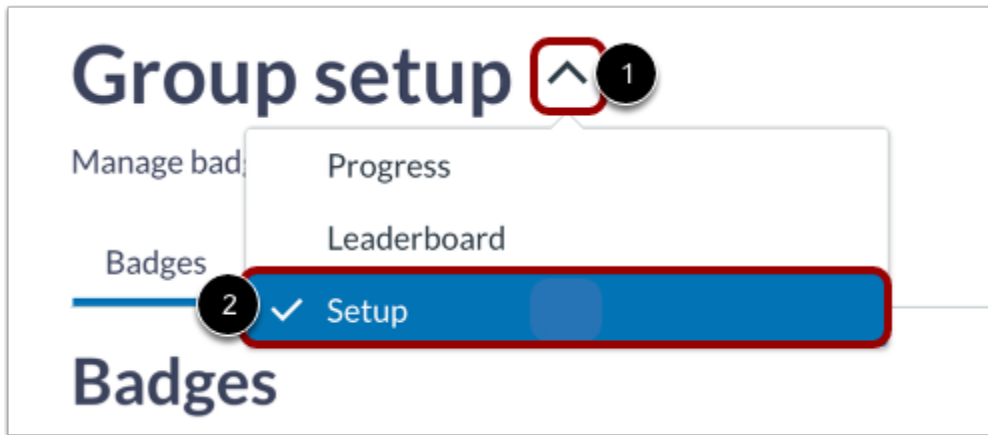 Group setup 1
Manage bad
Progress
Leaderboard
Badges
2 Setup
Badges